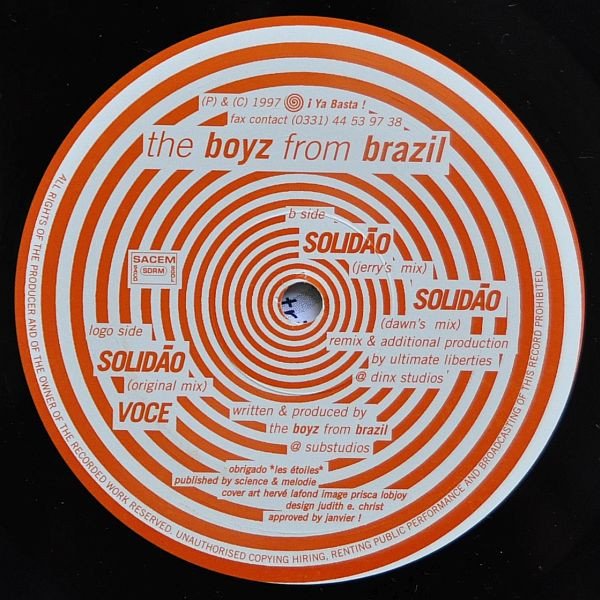 (P) & (C) 1997 ¡ Ya Basta !
fax contact (0331) 44 53 97 38
the boyz from brazil
b side
SOLIDÃO
(jerry's mix)
SOLIDÃO
(dawn's mix)
remix & additional production
by ultimate liberties
@ dinx studios
SACEM
SACD
SDRM
SGDL
logo side
SOLIDÃO
(original mix)
VOCE
written & produced by
the boyz from brazil
@ substudios
obrigado *les étoiles*
published by science & melodie
cover art hervé lafond image prisca lobjoy
design judith e. christ
approved by janvier !
ALL RIGHTS OF THE PRODUCER AND OF THE OWNER OF THE RECORDED WORK RESERVED. UNAUTHORISED COPYING HIRING, RENTING PUBLIC PERFORMANCE AND BROADCASTING OF THIS RECORD PROHIBITED.